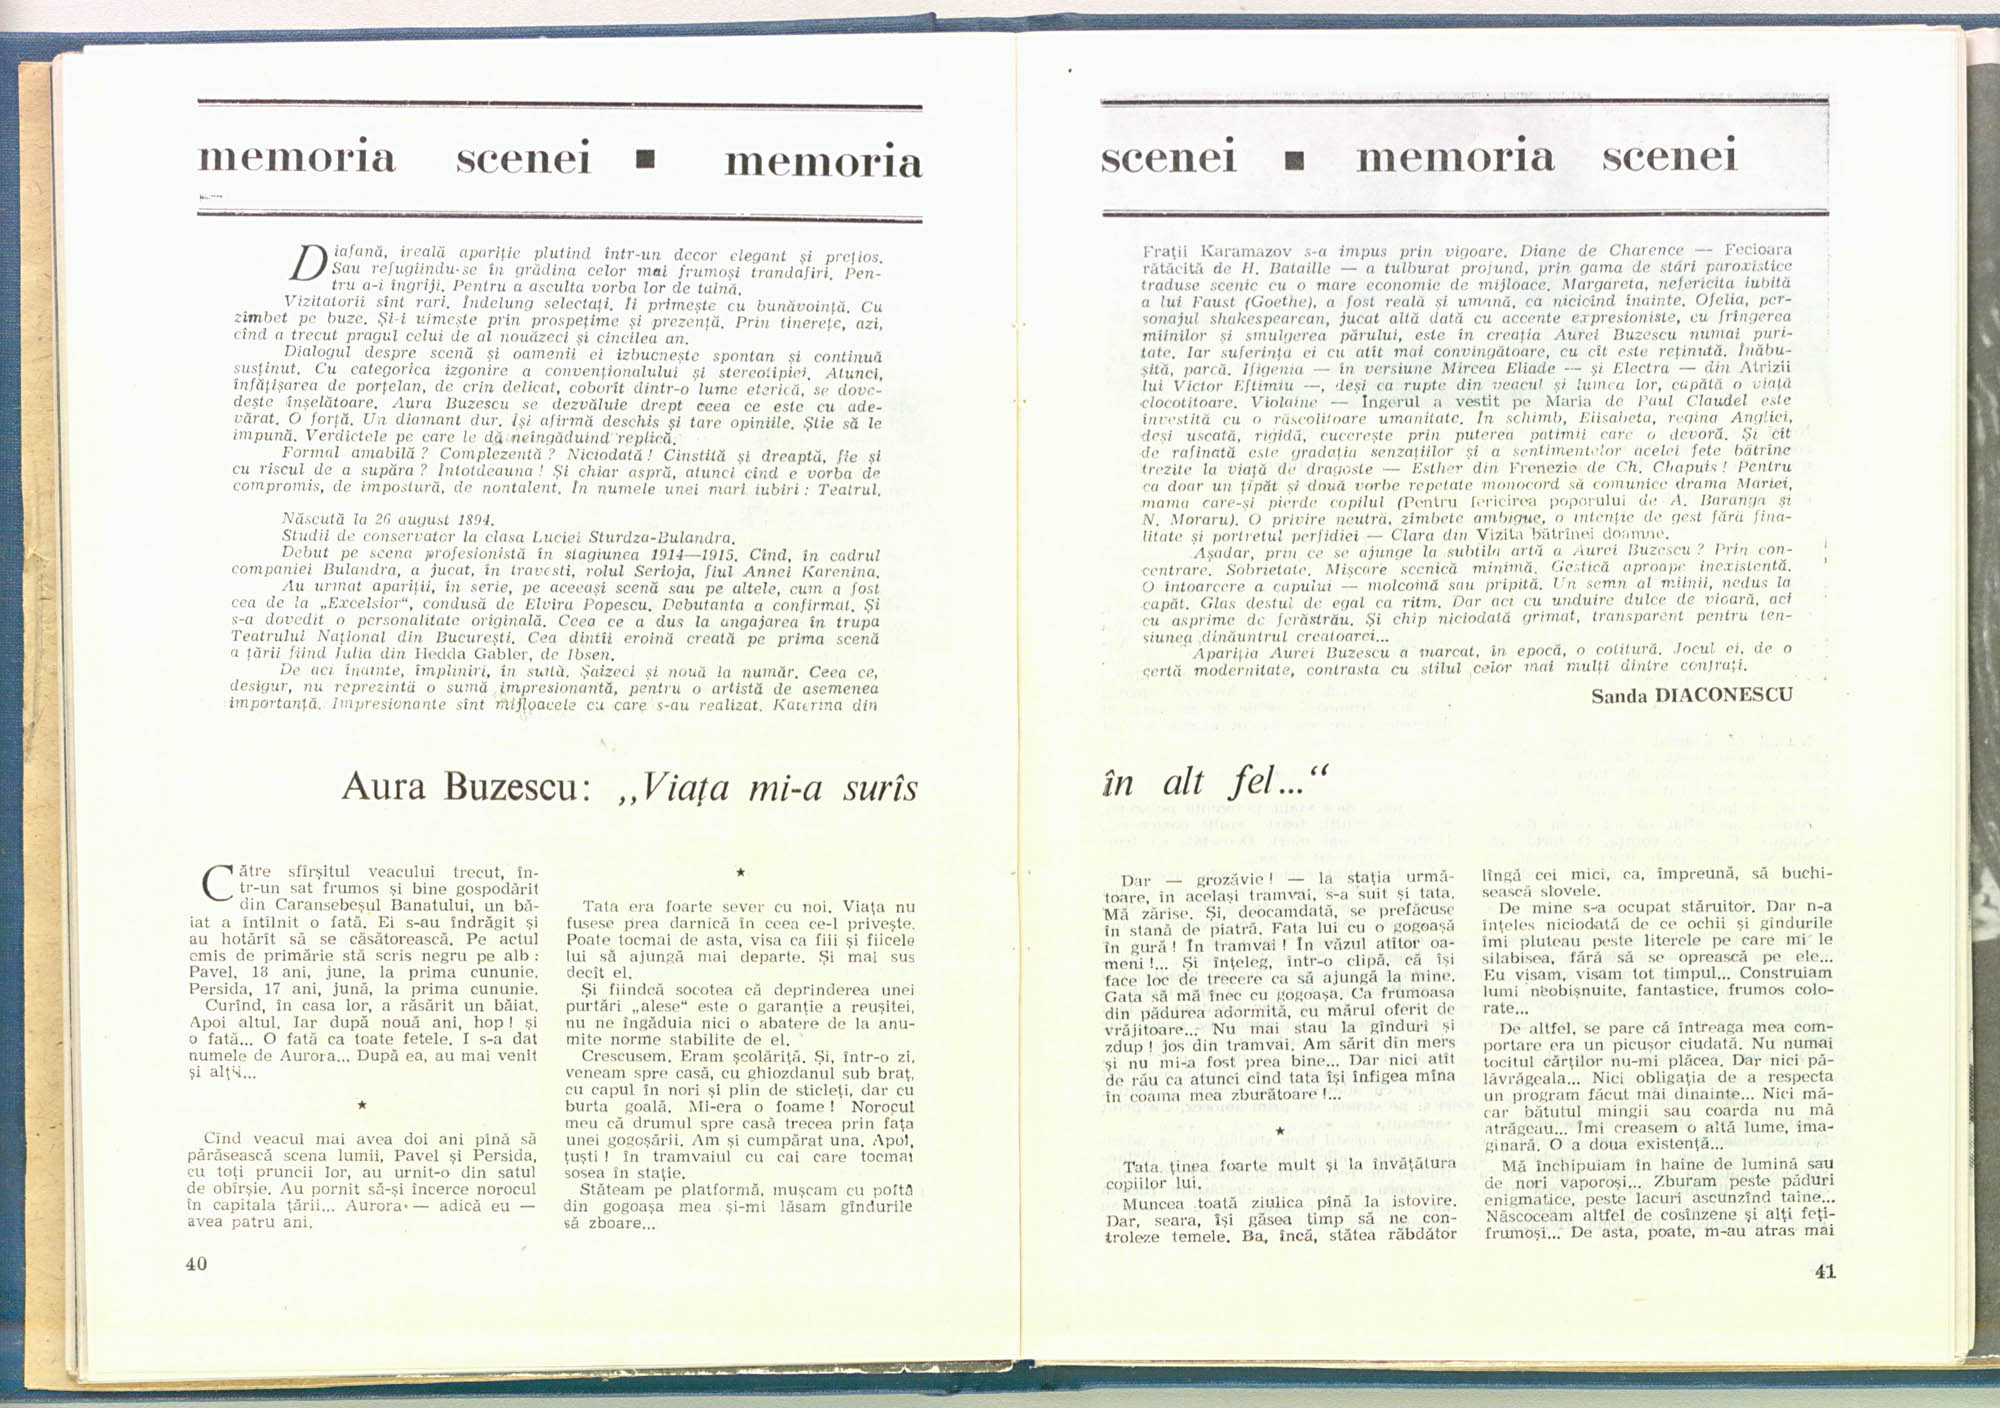 memoria scenei ■ memoria
Diafană, ireală apariție plutind într-un decor elegant și prețios.
Sau refugiindu-se în grădina celor mai frumoși trandafiri. Pen-
tru a-i îngriji. Pentru a asculta vorba lor de taină.
Vizitatorii sînt rari. Indelung selectați. Ii primește cu bunăvoință. Cu
zîmbet pe buze. Și-i uimește prin prospețime și prezență. Prin tinerețe, azi,
cînd a trecut pragul celui de al nouăzeci și cincilea an.
Dialogul despre scenă și oamenii ei izbucnește spontan și continuă
susținut. Cu categorica izgonire a convenționalului și stereotipiei. Atunci,
înfățișarea de porțelan, de crin delicat, coborît dintr-o lume eterică, se dove-
dește înșelătoare. Aura Buzescu se dezvăluie drept ceea ce este cu ade-
vărat. O forță. Un diamant dur. Își afirmă deschis și tare opiniile. Știe să le
impună. Verdictele pe care le dă neîngăduind replică.
Formal amabilă ? Complezentă ? Niciodată ! Cinstită și dreaptă, fie și
cu riscul de a supăra ? Intotdeauna ! Și chiar aspră, atunci cînd e vorba de
compromis, de impostură, de nontalent. In numele unei mari iubiri : Teatrul.
Născută la 26 august 1894.
Studii de conservator la clasa Luciei Sturdza-Bulandra.
Debut pe scena profesionistă în stagiunea 1914—1915. Cînd, în cadrul
companiei Bulandra, a jucat, în travesti, rolul Serioja, fiul Annei Karenina.
Au urmat apariții, în serie, pe aceeași scenă sau pe altele, cum a fost
cea de la „Excelsior“, condusă de Elvira Popescu. Debutanta a confirmat. Și
s-a dovedit o personalitate originală. Ceea ce a dus la angajarea în trupa
Teatrului Național din București. Cea dintîi eroină creată pe prima scenă
a țării fiind Julia din Hedda Gabler, de Ibsen.
De aci înainte, împliniri, în suită. Șaizeci și nouă la număr. Ceea ce,
desigur, nu reprezintă o sumă impresionantă, pentru o artistă de asemenea
importanță. Impresionante sînt mijloacele cu care s-au realizat. Katerina din
Aura Buzescu: „Viața mi-a surîs
Către sfîrșitul veacului trecut, în-
tr-un sat frumos și bine gospodărit
din Caransebeșul Banatului, un bă-
iat a întîlnit o fată. Ei s-au îndrăgit și
au hotărît să se căsătorească. Pe actul
emis de primărie stă scris negru pe alb :
Pavel, 18 ani, june, la prima cununie.
Persida, 17 ani, jună, la prima cununie.
Curînd, în casa lor, a răsărit un băiat.
Apoi altul. Iar după nouă ani, hop ! și
o fată... O fată ca toate fetele. I s-a dat
numele de Aurora... După ea, au mai venit
și alții...
★
Cînd veacul mai avea doi ani pînă să
părăsească scena lumii, Pavel și Persida,
cu toți pruncii lor, au urnit-o din satul
de obîrșie. Au pornit să-și încerce norocul
în capitala țării... Aurora — adică eu —
avea patru ani.
★
Tata era foarte sever cu noi. Viața nu
fusese prea darnică în ceea ce-l privește.
Poate tocmai de asta, visa ca fiii și fiicele
lui să ajungă mai departe. Și mai sus
decît el.
Și fiindcă socotea că deprinderea unei
purtări „alese“ este o garanție a reușitei,
nu ne îngăduia nici o abatere de la anu-
mite norme stabilite de el.
Crescusem. Eram școlăriță. Și, într-o zi,
veneam spre casă, cu ghiozdanul sub braț,
cu capul în nori și plin de sticleți, dar cu
burta goală. Mi-era o foame ! Norocul
meu că drumul spre casă trecea prin fața
unei gogoșării. Am și cumpărat una. Apoi,
țuști ! în tramvaiul cu cai care tocmai
sosea în stație.
Stăteam pe platformă, mușcam cu poftă
din gogoașa mea și-mi lăsam gîndurile
să zboare...
40
scenei ■ memoria scenei
Frații Karamazov s-a impus prin vigoare. Diane de Charence — Fecioara
rătăcită de H. Bataille — a tulburat profund, prin gama de stări paroxistice
traduse scenic cu o mare economie de mijloace. Margareta, nefericita iubită
a lui Faust (Goethe), a fost reală și umană, ca nicicînd înainte. Ofelia, per-
sonajul shakespearean, jucat altă dată cu accente expresioniste, cu frîngerea
mîinilor și smulgerea părului, este în creația Aurei Buzescu numai puri-
tate. Iar suferința ei cu atît mai convingătoare, cu cît este reținută. Inăbu-
șită, parcă. Ifigenia — în versiune Mircea Eliade — și Electra — din Atrizii
lui Victor Eftimiu —, deși ca rupte din veacul și lumea lor, capătă o viață
clocotitoare. Violaine — Ingerul a vestit pe Maria de Paul Claudel este
investită cu o răscolitoare umanitate. În schimb, Elisabeta, regina Angliei,
deși uscată, rigidă, cucerește prin puterea patimii care o devoră. Și cît
de rafinată este gradația senzațiilor și a sentimentelor acelei fete bătrîne
trezite la viață de dragoste — Esther din Frenezie de Ch. Chapuis ! Pentru
ca doar un țipăt și două vorbe repetate monocord să comunice drama Mariei,
mama care-și pierde copilul (Pentru fericirea poporului de A. Baranga și
N. Moraru). O privire neutră, zîmbete ambigue, o intenție de gest fără fina-
litate și portretul perfidiei — Clara din Vizita bătrînei doamne.
Așadar, prin ce se ajunge la subtila artă a Aurei Buzescu ? Prin con-
centrare. Sobrietate. Mișcare scenică minimă. Gestică aproape inexistentă.
O întoarcere a capului — molcomă sau pripită. Un semn al mîinii, nedus la
capăt. Glas destul de egal ca ritm. Dar aci cu unduire dulce de vioară, aci
cu asprime de ferăstrău. Și chip niciodată grimat, transparent pentru ten-
siunea dinăuntrul creatoarei...
Apariția Aurei Buzescu a marcat, în epocă, o cotitură. Jocul ei, de o
certă modernitate, contrasta cu stilul celor mai mulți dintre confrați.
Sanda DIACONESCU
în alt fel...“
Dar — grozăvie ! — la stația urmă-
toare, în același tramvai, s-a suit și tata.
Mă zărise. Și, deocamdată, se prefăcuse
în stană de piatră. Fata lui cu o gogoașă
în gură ! În tramvai ! În văzul atîtor oa-
meni !... Și înțeleg, într-o clipă, că își
face loc de trecere ca să ajungă la mine.
Gata să mă înec cu gogoașa. Ca frumoasa
din pădurea adormită, cu mărul oferit de
vrăjitoare... Nu mai stau la gînduri și
zdup ! jos din tramvai. Am sărit din mers
și nu mi-a fost prea bine... Dar nici atît
de rău ca atunci cînd tata își înfigea mîna
în coama mea zburătoare !...
★
Tata ținea foarte mult și la învățătura
copiilor lui.
Muncea toată ziulica pînă la istovire.
Dar, seara, își găsea timp să ne con-
troleze temele. Ba, încă, stătea răbdător
lîngă cei mici, ca, împreună, să buchi-
sească slovele.
De mine s-a ocupat stăruitor. Dar n-a
înțeles niciodată de ce ochii și gîndurile
îmi pluteau peste literele pe care mi le
silabisea, fără să se oprească pe ele...
Eu visam, visam tot timpul... Construiam
lumi neobișnuite, fantastice, frumos colo-
rate...
De altfel, se pare că întreaga mea com-
portare era un picușor ciudată. Nu numai
tocitul cărților nu-mi plăcea. Dar nici pă-
lăvrăgeala... Nici obligația de a respecta
un program făcut mai dinainte... Nici mă-
car bătutul mingii sau coarda nu mă
atrăgeau... Îmi creasem o altă lume, ima-
ginară. O a doua existență...
Mă închipuiam în haine de lumină sau
de nori vaporoși... Zburam peste păduri
enigmatice, peste lacuri ascunzînd taine...
Născoceam altfel de cosînzene și alți feți-
frumoși... De asta, poate, m-au atras mai
41